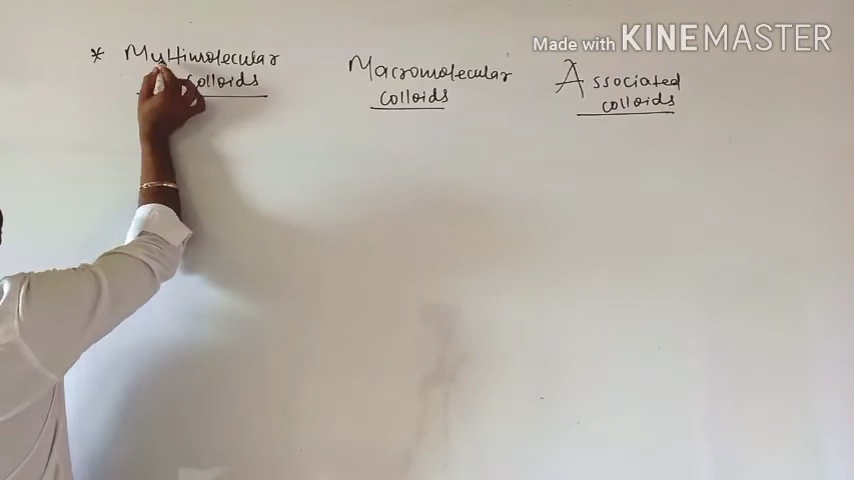 Made with KINEMASTER
* Multimolecular
colloids
Macromolecular
colloids
Associated
colloids